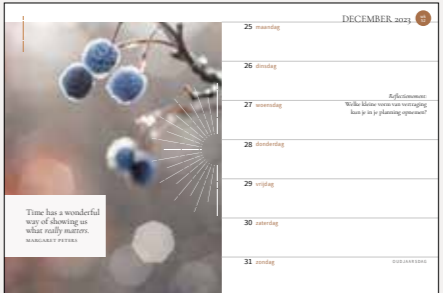 DECEMBER 2023
wk
52
25 maandag
26 dinsdag
Reflectiemoment
27 woensdag
Welke kleine vorm van vertraging
kun je in je planning opnemen?
28 donderdag
29 vrijdag
30 zaterdag
31 zondag
Time has a wonderful
way of showing us
what really matters.
MARGARET PETERS